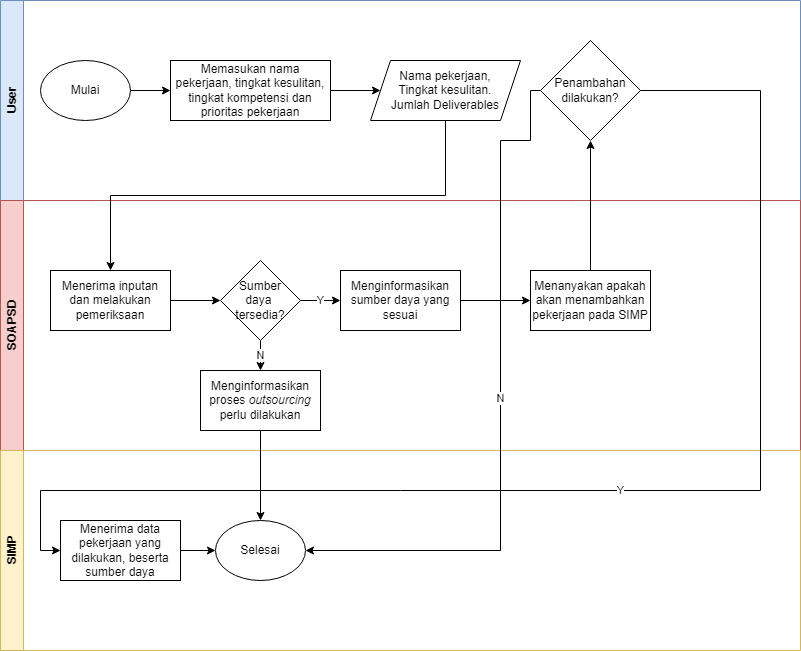 User
Mulai
Memasukan nama
pekerjaan, tingkat kesulitan,
tingkat kompetensi dan
prioritas pekerjaan
Nama pekerjaan,
Tingkat kesulitan.
Jumlah Deliverables
Penambahan
dilakukan?
SOAPSD
Menerima inputan
dan melakukan
pemeriksaan
Sumber
daya
tersedia?
Y
Menginformasikan
sumber daya yang
sesuai
Menanyakan apakah
akan menambahkan
pekerjaan pada SIMP
N
Menginformasikan
proses outsourcing
perlu dilakukan
N
SIMP
Y
Menerima data
pekerjaan yang
dilakukan, beserta
sumber daya
Selesai